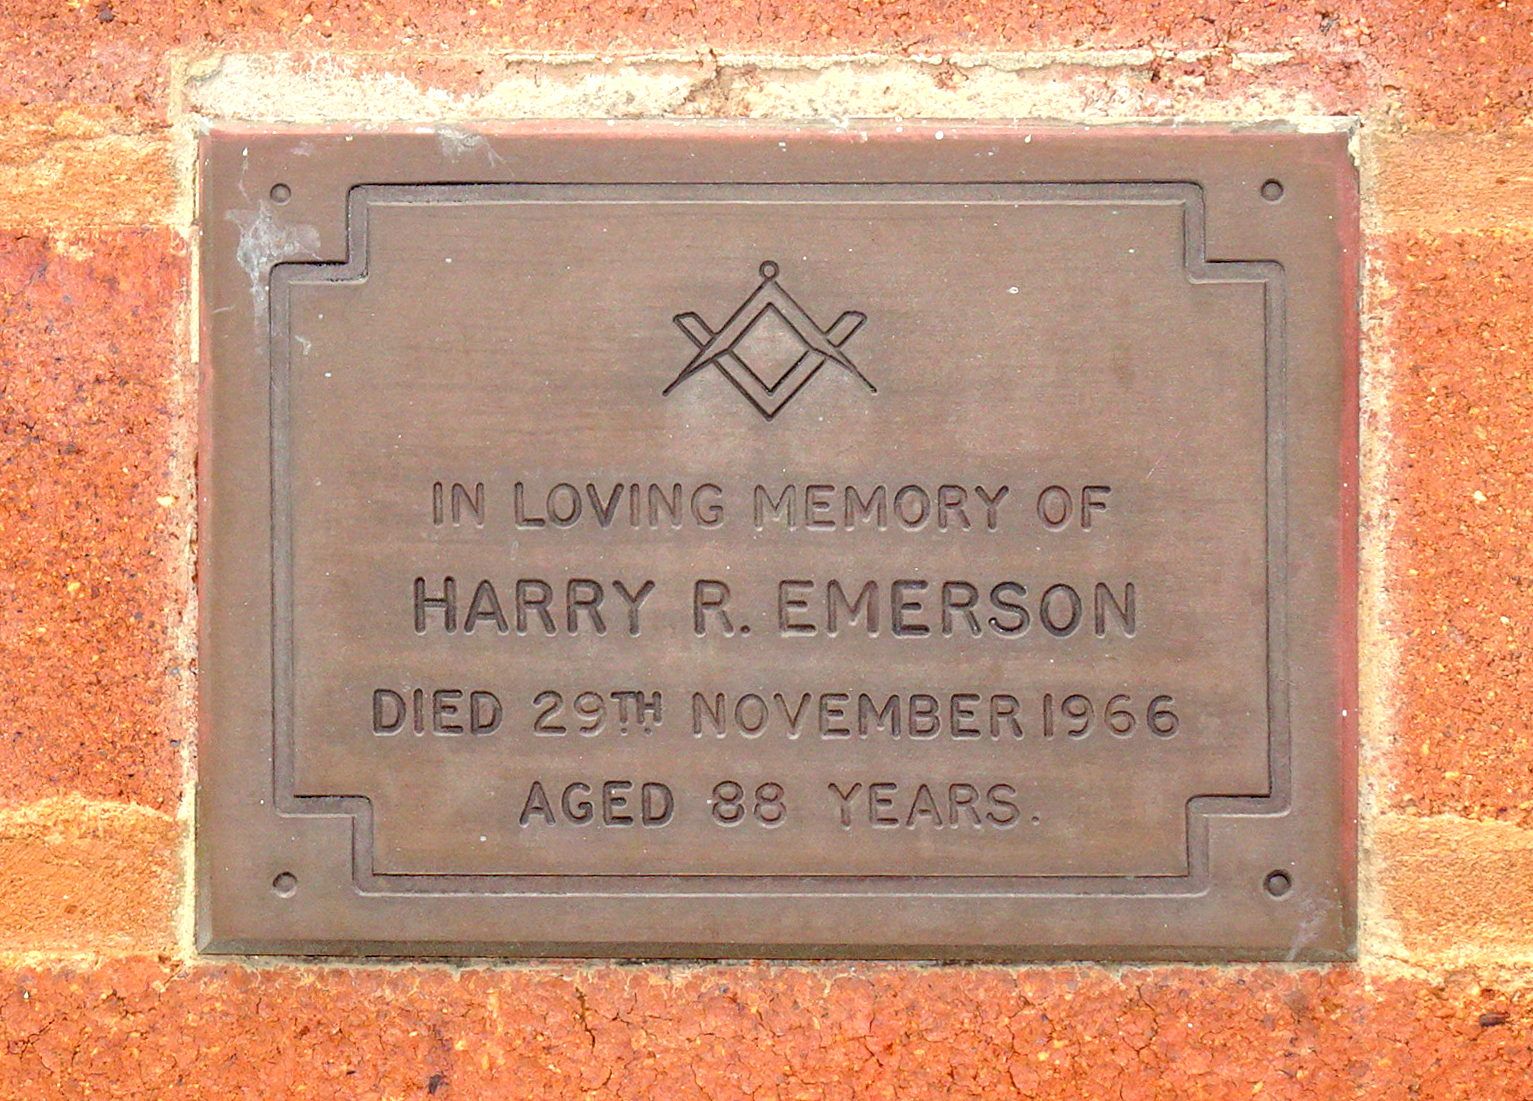 IN LOVING MEMORY OF
HARRY R. EMERSON
DIED 29TH NOVEMBER 1966
AGED 88 YEARS.